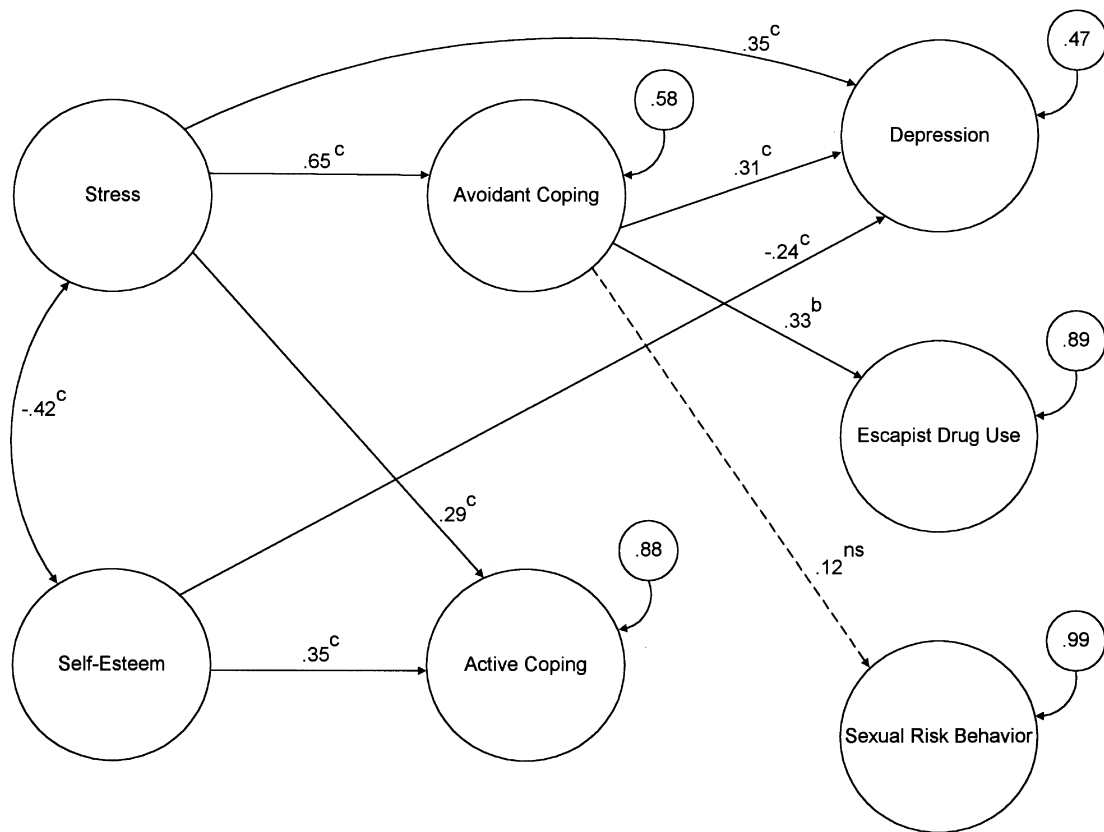 .35c
.47
.58
Depression
.65c
.31c
Stress
Avoidant Coping
-.24c
.33b
.89
-.42c
Escapist Drug Use
.29c
.88
.12ns
Self-Esteem
.35c
Active Coping
.99
Sexual Risk Behavior